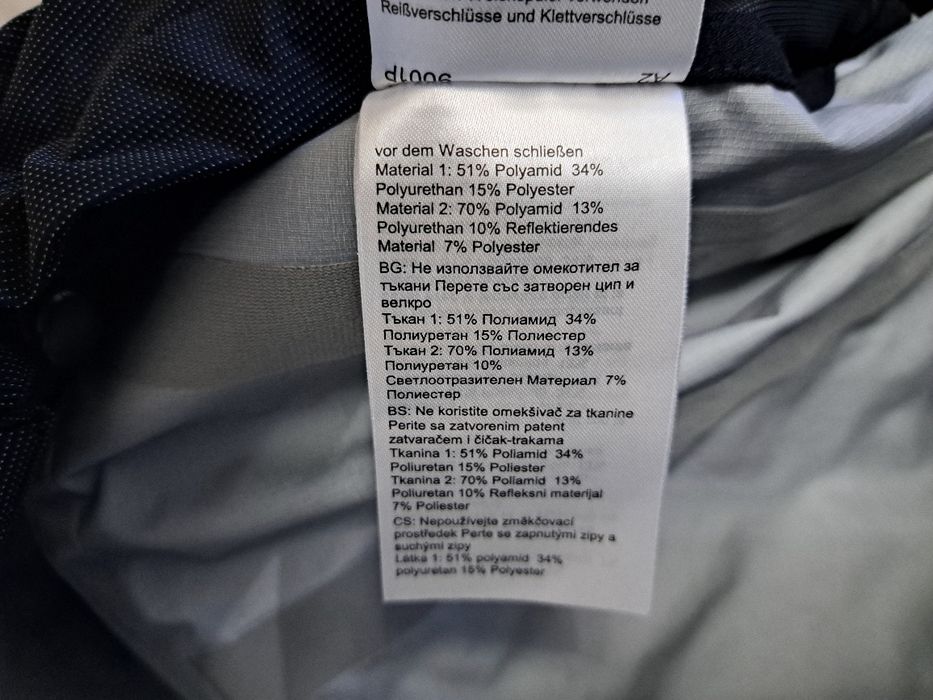 Reißverschlüsse und Klettverschlüsse
d1006
A2
vor dem Waschen schließen
Material 1: 51% Polyamid 34%
Polyurethan 15% Polyester
Material 2: 70% Polyamid 13%
Polyurethan 10% Reflektierendes
Material 7% Polyester
BG: Не използвайте омекотител за
тъкани Перете със затворен цип и
велкро
Тъкан 1: 51% Полиамид 34%
Полиуретан 15% Полиестер
Тъкан 2: 70% Полиамид 13%
Полиуретан 10%
Светлоотразителен Материал 7%
Полиестер
BS: Ne koristite omekšivač za tkanine
Perite sa zatvorenim patent
zatvaračem i čičak-trakama
Tkanina 1: 51% Poliamid 34%
Poliuretan 15% Poliester
Tkanina 2: 70% Poliamid 13%
Poliuretan 10% Refleksni materijal
7% Poliester
CS: Nepoužívejte změkčovací
prostředek Perte se zapnutými zipy a
suchými zipy
Látka 1: 51% polyamid 34%
polyuretan 15% Polyester